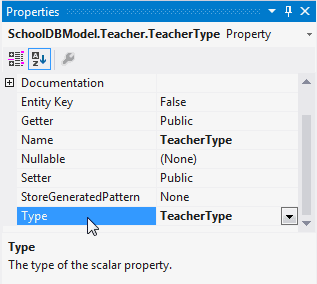 Properties
SchoolDBModel.Teacher.TeacherType Property
Documentation
Entity Key False
Getter Public
Name TeacherType
Nullable (None)
Setter Public
StoreGeneratedPattern None
Type TeacherType
Type
The type of the scalar property.